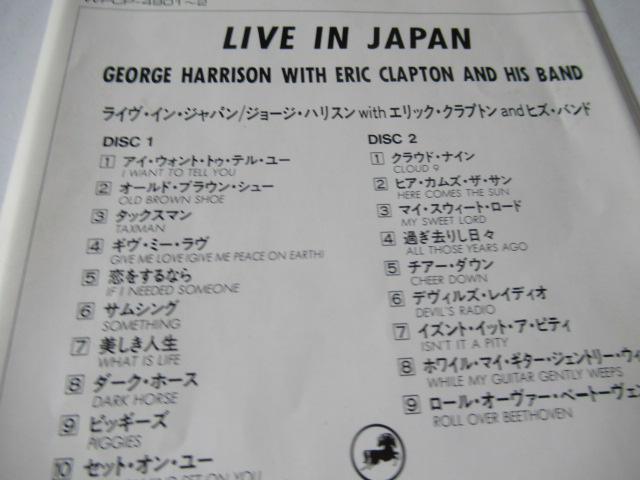 WPCP-4801~2
LIVE IN JAPAN
GEORGE HARRISON WITH ERIC CLAPTON AND HIS BAND
ライヴ・イン・ジャパン/ジョージ・ハリスン with エリック・クラプトン and ヒズ・バンド
DISC 1
1 アイ・ウォント・トゥ・テル・ユー
I WANT TO TELL YOU
2 オールド・ブラウン・シュー
OLD BROWN SHOE
3 タックスマン
TAXMAN
4 ギヴ・ミー・ラヴ
GIVE ME LOVE (GIVE ME PEACE ON EARTH)
5 恋をするなら
IF I NEEDED SOMEONE
6 サムシング
SOMETHING
7 美しき人生
WHAT IS LIFE
8 ダーク・ホース
DARK HORSE
9 ピッギーズ
PIGGIES
10 セット・オン・ユー
SET ON YOU
DISC 2
1 クラウド・ナイン
CLOUD 9
2 ヒア・カムズ・ザ・サン
HERE COMES THE SUN
3 マイ・スウィート・ロード
MY SWEET LORD
4 過ぎ去りし日々
ALL THOSE YEARS AGO
5 チアー・ダウン
CHEER DOWN
6 デヴィルズ・レイディオ
DEVIL'S RADIO
7 イズント・イット・ア・ピティ
ISN'T IT A PITY
8 ホワイル・マイ・ギター・ジェントリー・ウィ
WHILE MY GUITAR GENTLY WEEPS
9 ロール・オーヴァー・ベートーヴェン
ROLL OVER BEETHOVEN